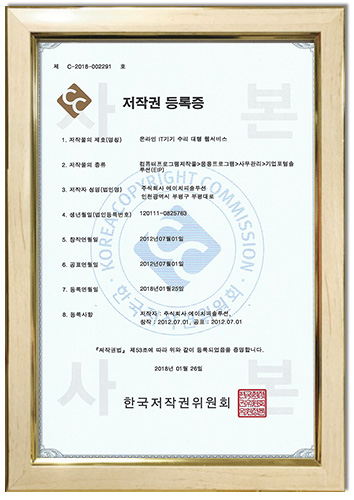 제 C-2018-002291 호
저작권 등록증
1. 저작물의 제호(명칭) 온라인 IT기기 수리 대행 웹서비스
2. 저작물의 종류 컴퓨터프로그램저작물>응용프로그램>사무관리>기업포털솔
루션(EIP)
3. 저작자 성명(법인명) 주식회사 에이치피솔루션
인천광역시 부평구 부평대로
4. 생년월일(법인등록번호) 120111-0825763
5. 창작연월일 2012년07월01일
6. 공표연월일 2012년07월01일
7. 등록연월일 2018년01월25일
8. 등록사항 저작자 : 주식회사 에이치피솔루션,
창작 : 2012.07.01, 공표 : 2012.07.01
『저작권법』 제53조에 따라 위와 같이 등록되었음을 증명합니다.
2018년 01월 26일
한국저작권위원회
사 본
사 본
KOREA COPYRIGHT COMMISSION
한국저작권위원회